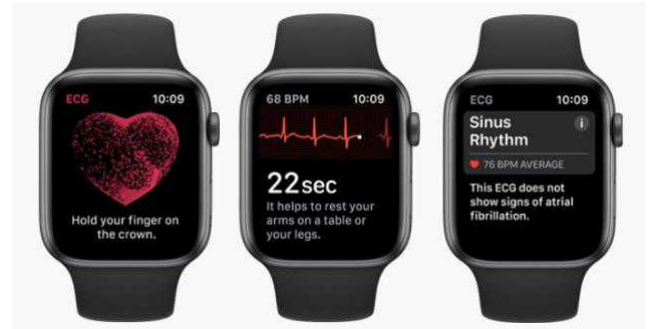 ECG 10:09
Hold your finger on
the crown.
68 BPM 10:09
22sec
It helps to rest your
arms on a table or
your legs.
ECG 10:09
Sinus
Rhythm
i
76 BPM AVERAGE
This ECG does not
show signs of atrial
fibrillation.